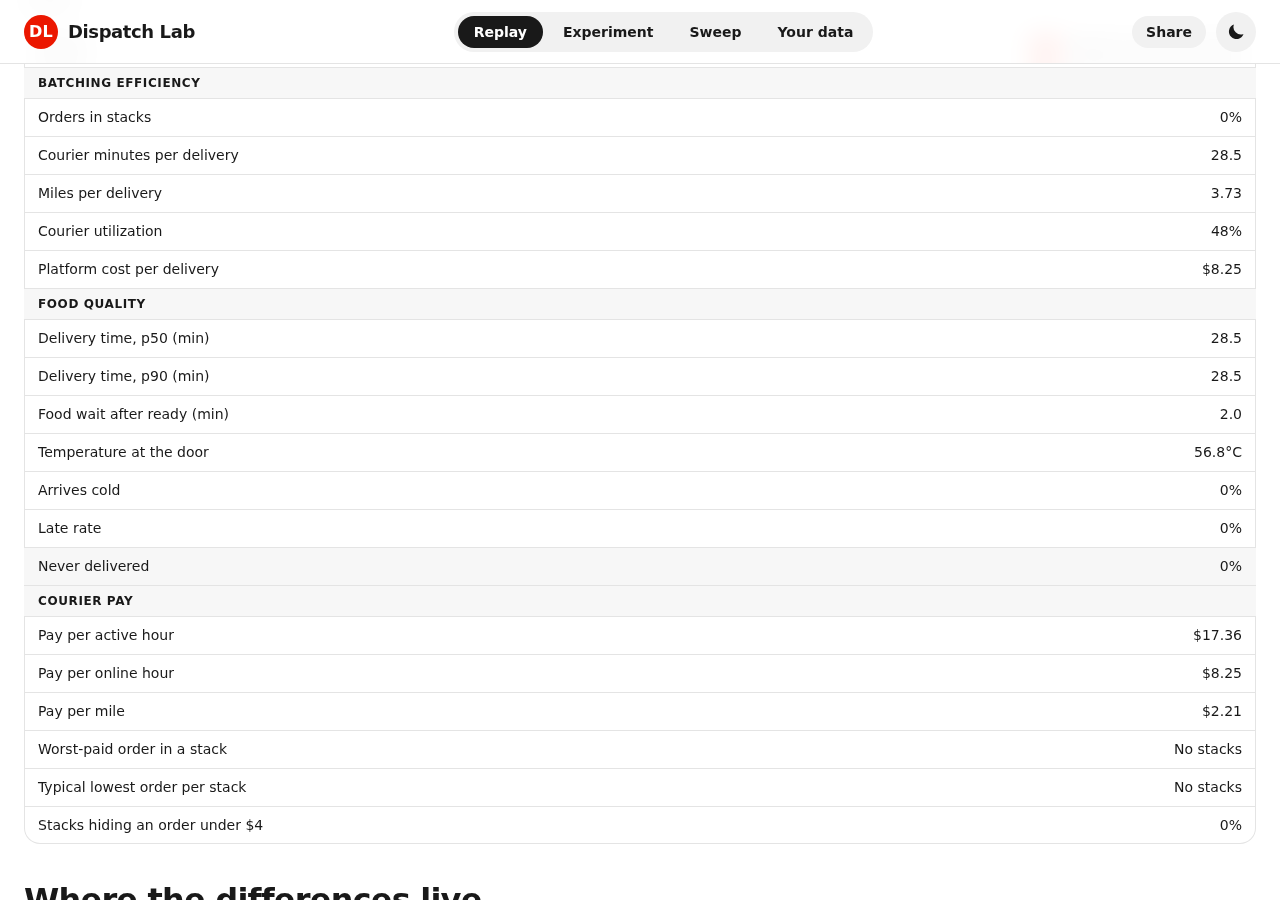 DL Dispatch Lab Replay Experiment Sweep Your data Share
BATCHING EFFICIENCY
Orders in stacks 0%
Courier minutes per delivery 28.5
Miles per delivery 3.73
Courier utilization 48%
Platform cost per delivery $8.25
FOOD QUALITY
Delivery time, p50 (min) 28.5
Delivery time, p90 (min) 28.5
Food wait after ready (min) 2.0
Temperature at the door 56.8°C
Arrives cold 0%
Late rate 0%
Never delivered 0%
COURIER PAY
Pay per active hour $17.36
Pay per online hour $8.25
Pay per mile $2.21
Worst-paid order in a stack No stacks
Typical lowest order per stack No stacks
Stacks hiding an order under $4 0%
Where the differences live